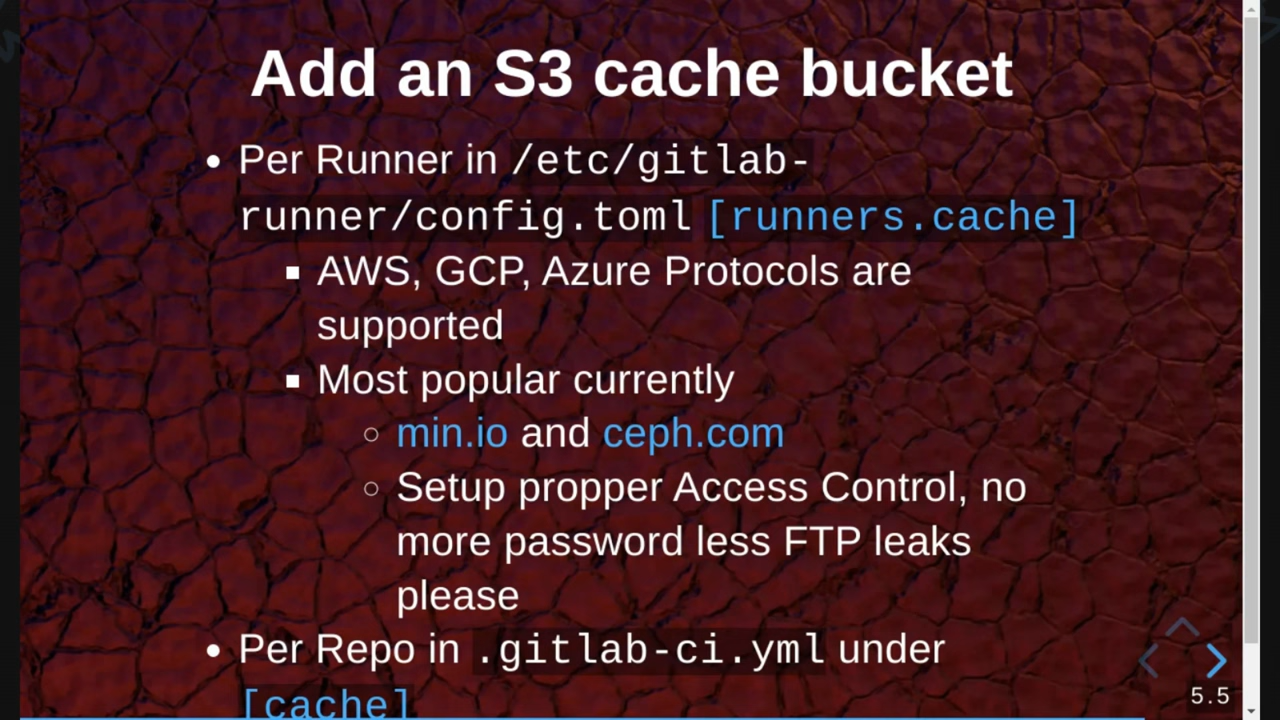 Add an S3 cache bucket
Per Runner in /etc/gitlab-
runner/config.toml [runners.cache]
AWS, GCP, Azure Protocols are
supported
Most popular currently
min.io and ceph.com
Setup propper Access Control, no
more password less FTP leaks
please
Per Repo in .gitlab-ci.yml under
[cache]
5.5